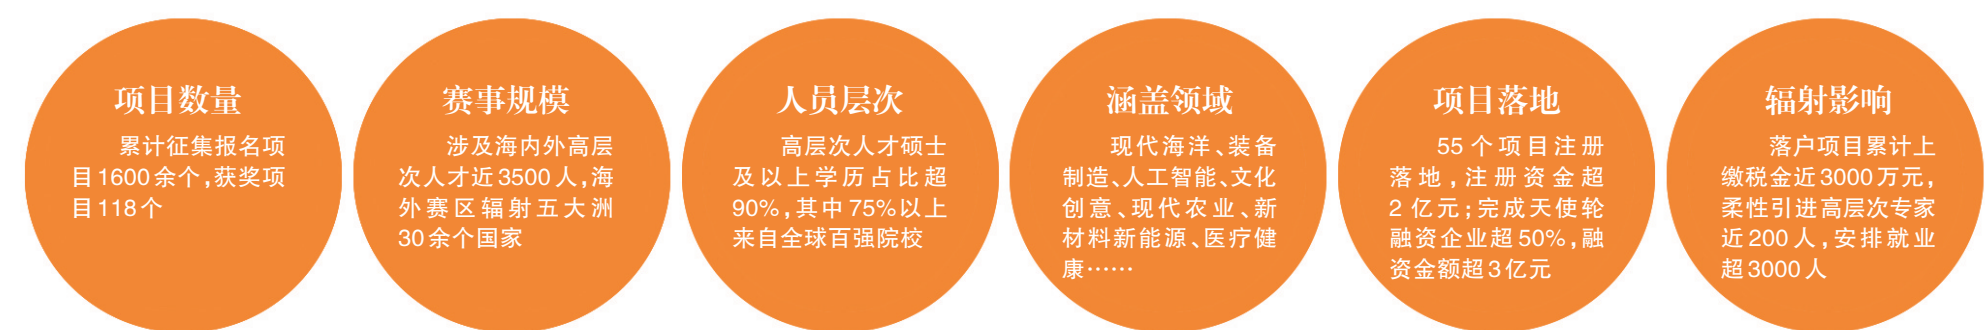 项目数量
累计征集报名项
目1600余个,获奖项
目118个
赛事规模
涉及海内外高层
次人才近3500人,海
外赛区辐射五大洲
30余个国家
人员层次
高层次人才硕士
及以上学历占比超
90%,其中75%以上
来自全球百强院校
涵盖领域
现代海洋、装备
制造、人工智能、文化
创意、现代农业、新
材料新能源、医疗健
康……
项目落地
55个项目注册
落地,注册资金超
2亿元;完成天使轮
融资企业超50%,融
资金额超3亿元
辐射影响
落户项目累计上
缴税金近3000万元,
柔性引进高层次专家
近200人,安排就业
超3000人